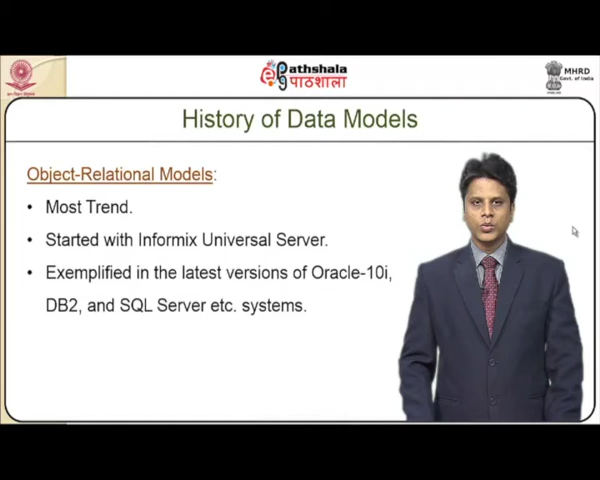 Pathshala
पाठशाला
MHRD
Govt. of India
History of Data Models
Object-Relational Models:
• Most Trend.
• Started with Informix Universal Server.
• Exemplified in the latest versions of Oracle-10i,
DB2, and SQL Server etc. systems.